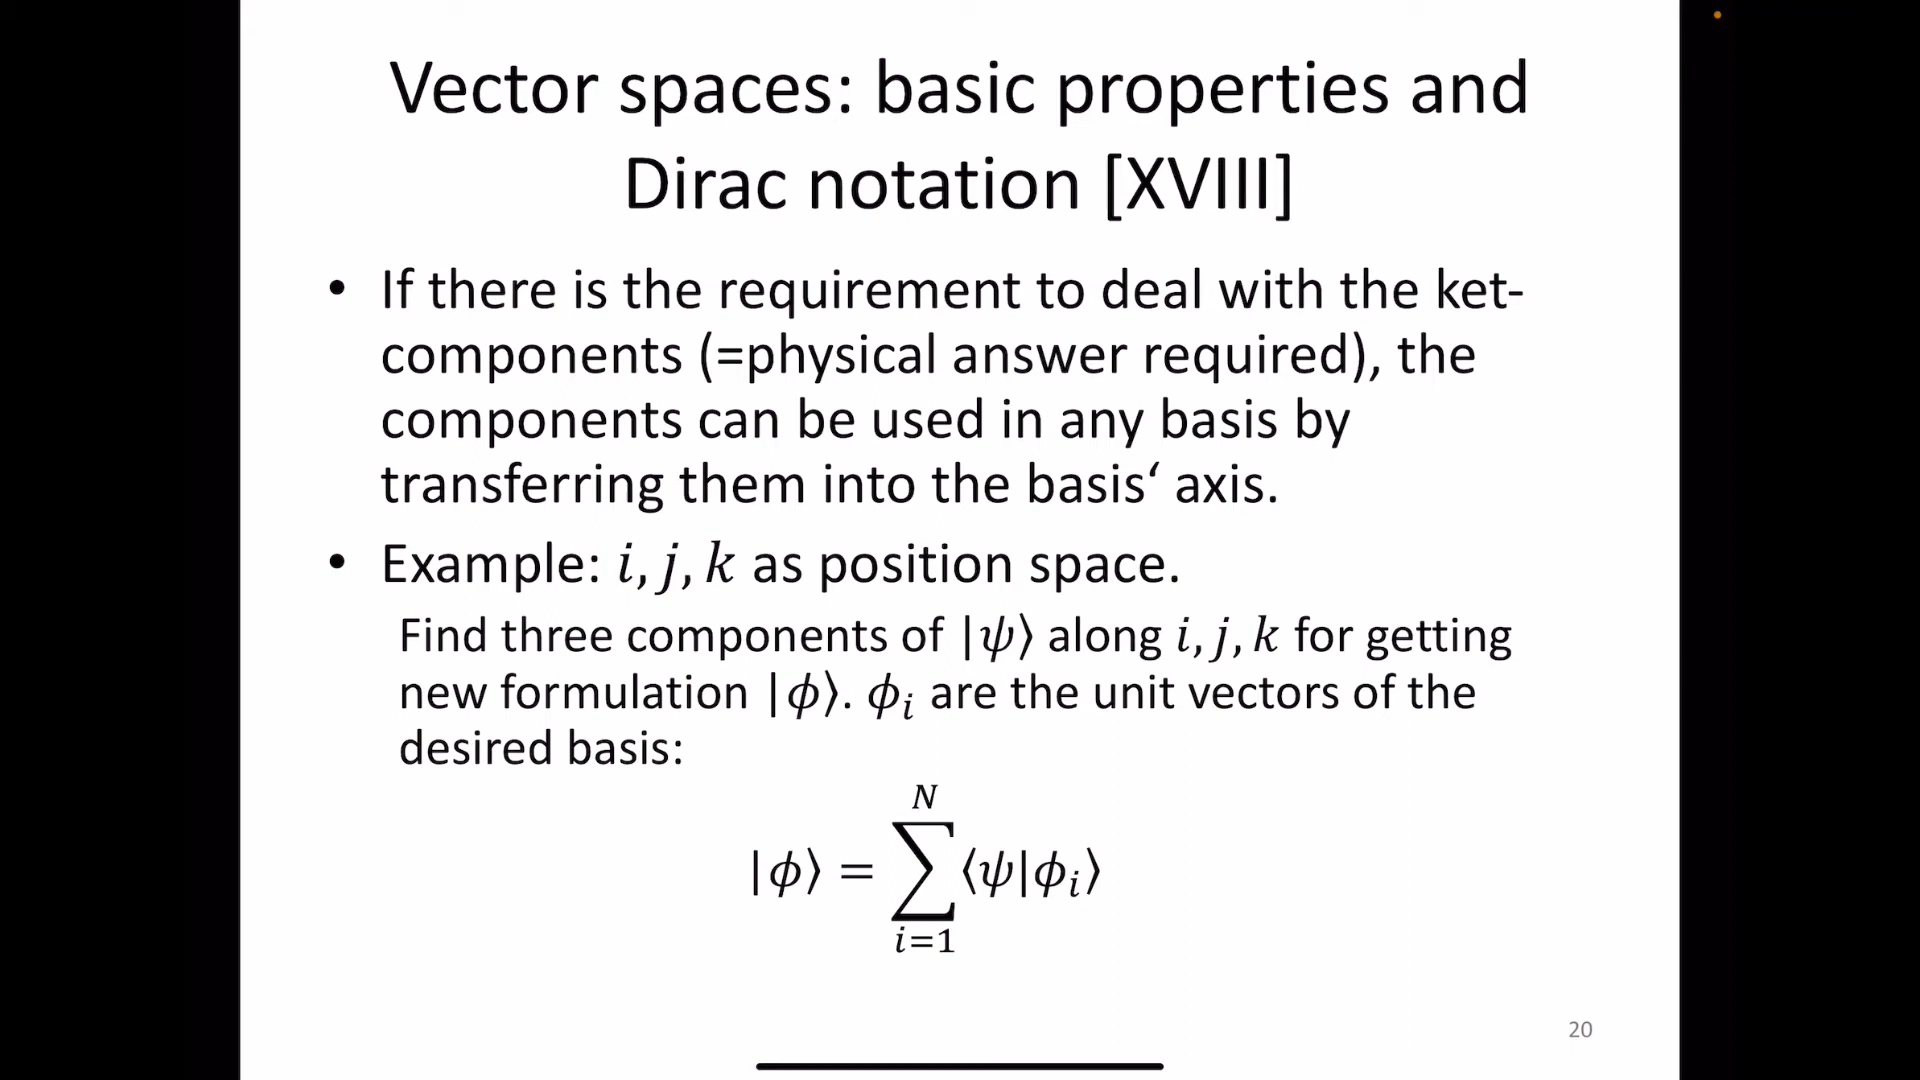 Vector spaces: basic properties and
Dirac notation [XVIII]
• If there is the requirement to deal with the ket-
components (=physical answer required), the
components can be used in any basis by
transferring them into the basis‘ axis.
• Example: i, j, k as position space.
Find three components of |ψ⟩ along i, j, k for getting
new formulation |ϕ⟩. ϕᵢ are the unit vectors of the
desired basis:
|ϕ⟩ = ∑_{i=1}^{N} ⟨ψ|ϕᵢ⟩
20